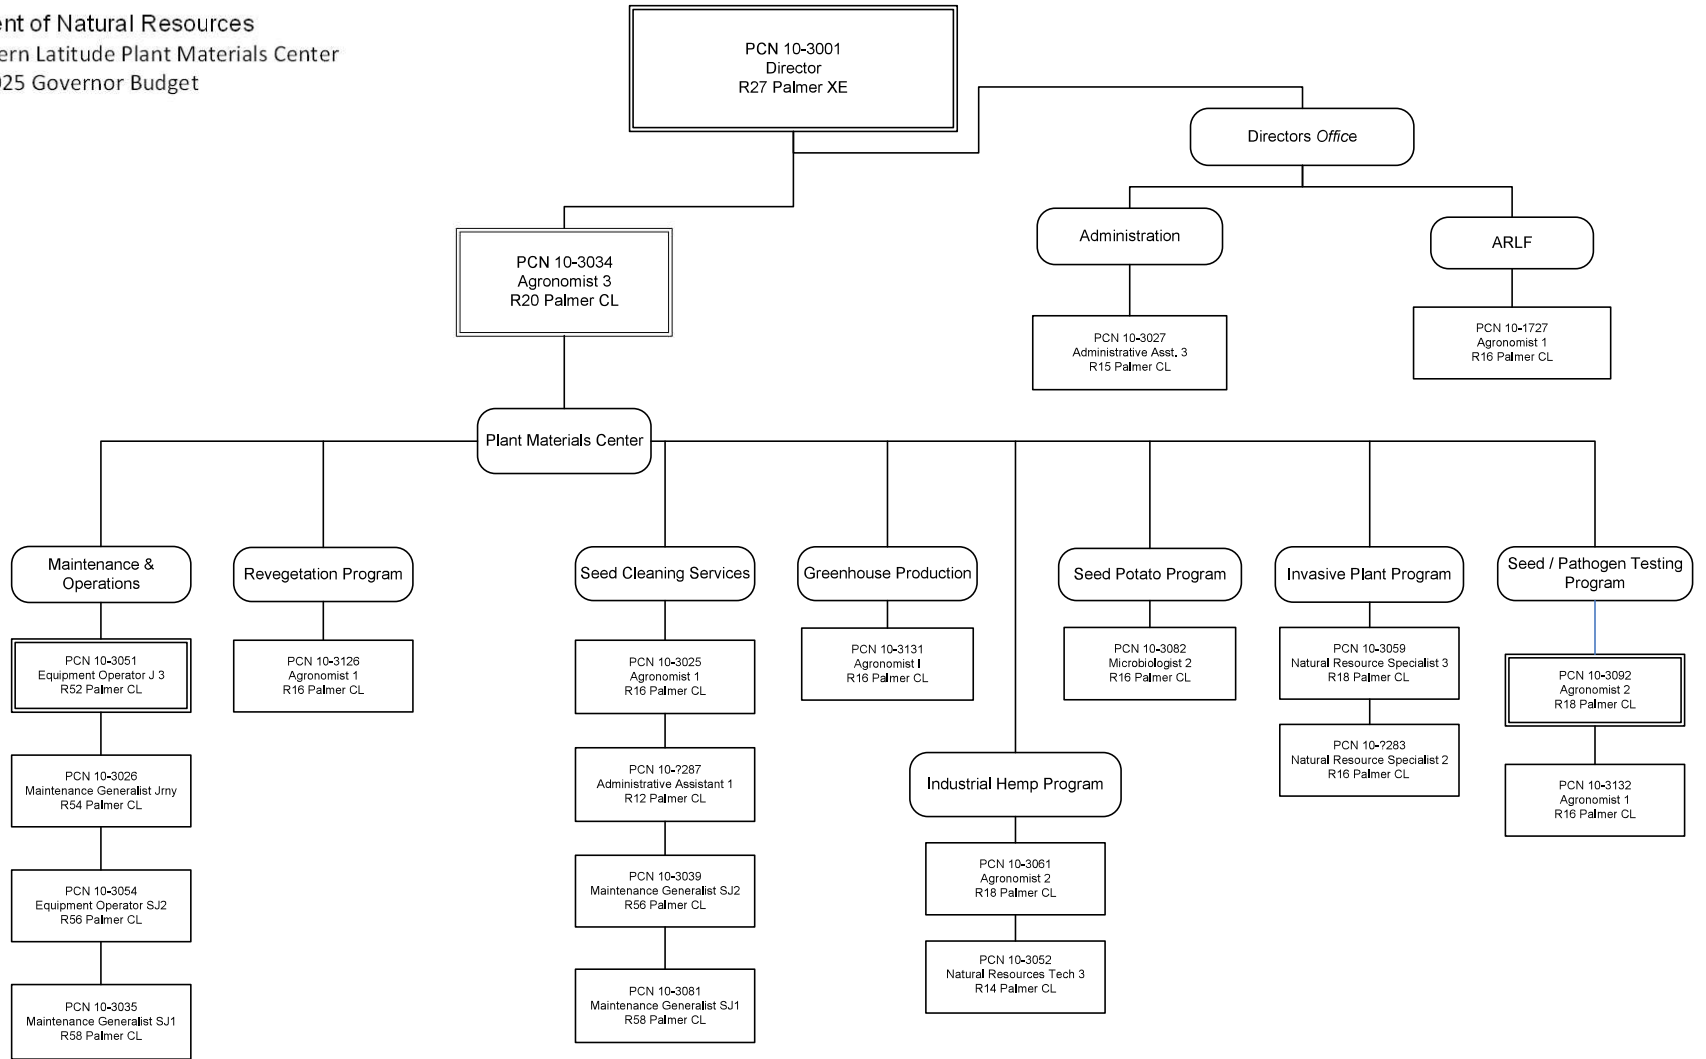 ent of Natural Resources
ern Latitude Plant Materials Center
025 Governor Budget
PCN 10-3001
Director
R27 Palmer XE
Directors Office
Administration
ARLF
PCN 10-3034
Agronomist 3
R20 Palmer CL
PCN 10-3027
Administrative Asst. 3
R15 Palmer CL
PCN 10-1727
Agronomist 1
R16 Palmer CL
Plant Materials Center
Maintenance &
Operations
PCN 10-3051
Equipment Operator J 3
R52 Palmer CL
PCN 10-3026
Maintenance Generalist Jrny
R54 Palmer CL
PCN 10-3054
Equipment Operator SJ2
R56 Palmer CL
PCN 10-3035
Maintenance Generalist SJ1
R58 Palmer CL
Revegetation Program
PCN 10-3126
Agronomist 1
R16 Palmer CL
Seed Cleaning Services
PCN 10-3025
Agronomist 1
R16 Palmer CL
PCN 10-?287
Administrative Assistant 1
R12 Palmer CL
PCN 10-3039
Maintenance Generalist SJ2
R56 Palmer CL
PCN 10-3081
Maintenance Generalist SJ1
R58 Palmer CL
Greenhouse Production
PCN 10-3131
Agronomist I
R16 Palmer CL
Industrial Hemp Program
PCN 10-3061
Agronomist 2
R18 Palmer CL
PCN 10-3052
Natural Resources Tech 3
R14 Palmer CL
Seed Potato Program
PCN 10-3082
Microbiologist 2
R16 Palmer CL
Invasive Plant Program
PCN 10-3059
Natural Resource Specialist 3
R18 Palmer CL
PCN 10-?283
Natural Resource Specialist 2
R16 Palmer CL
Seed / Pathogen Testing
Program
PCN 10-3092
Agronomist 2
R18 Palmer CL
PCN 10-3132
Agronomist 1
R16 Palmer CL